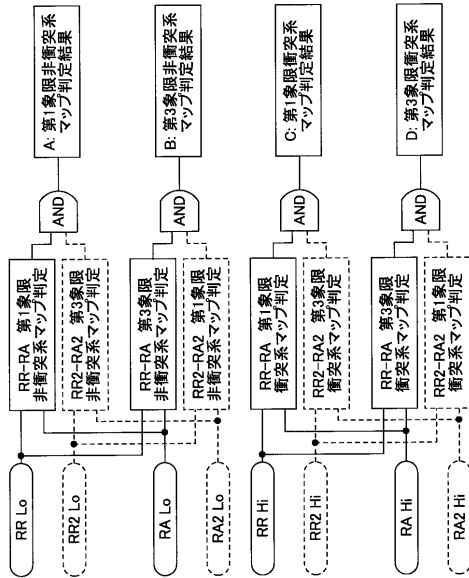 RR Lo
RR2 Lo
RA Lo
RA2 Lo
RR Hi
RR2 Hi
RA Hi
RA2 Hi
RR-RA 第1象限
非衝突系マップ判定
RR2-RA2 第3象限
非衝突系マップ判定
RR-RA 第3象限
非衝突系マップ判定
RR2-RA2 第1象限
非衝突系マップ判定
RR-RA 第1象限
衝突系マップ判定
RR2-RA2 第3象限
衝突系マップ判定
RR-RA 第3象限
衝突系マップ判定
RR2-RA2 第1象限
衝突系マップ判定
AND
AND
AND
AND
A: 第1象限非衝突系
マップ判定結果
B: 第3象限非衝突系
マップ判定結果
C: 第1象限衝突系
マップ判定結果
D: 第3象限衝突系
マップ判定結果